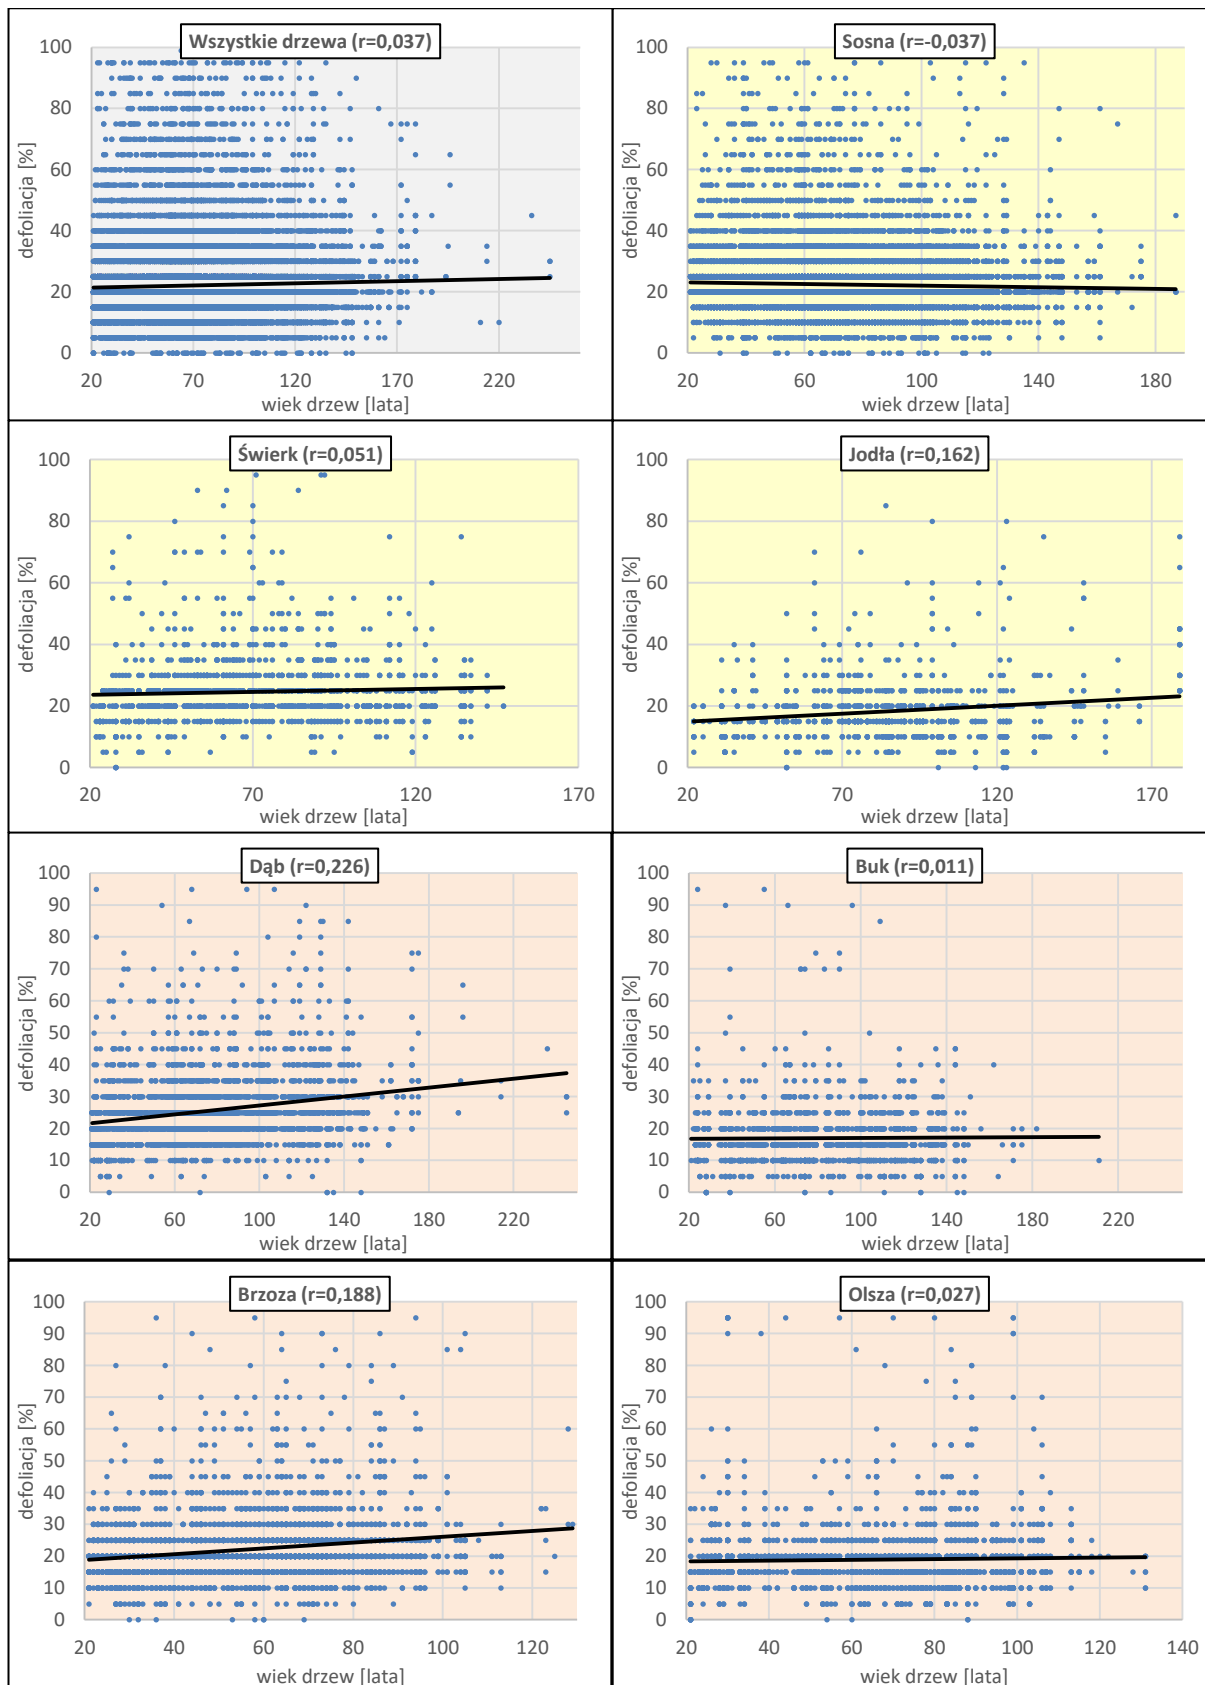 Wszystkie drzewa (r=0,037)
defoliacja [%]
100
80
60
40
20
0
20 70 120 170 220
wiek drzew [lata]
Sosna (r=-0,037)
defoliacja [%]
100
80
60
40
20
0
20 60 100 140 180
wiek drzew [lata]
Świerk (r=0,051)
defoliacja [%]
100
80
60
40
20
0
20 70 120 170
wiek drzew [lata]
Jodła (r=0,162)
defoliacja [%]
100
80
60
40
20
0
20 70 120 170
wiek drzew [lata]
Dąb (r=0,226)
defoliacja [%]
100
90
80
70
60
50
40
30
20
10
0
20 60 100 140 180 220
wiek drzew [lata]
Buk (r=0,011)
defoliacja [%]
100
90
80
70
60
50
40
30
20
10
0
20 60 100 140 180 220
wiek drzew [lata]
Brzoza (r=0,188)
defoliacja [%]
100
90
80
70
60
50
40
30
20
10
0
20 40 60 80 100 120
wiek drzew [lata]
Olsza (r=0,027)
defoliacja [%]
100
90
80
70
60
50
40
30
20
10
0
20 40 60 80 100 120 140
wiek drzew [lata]